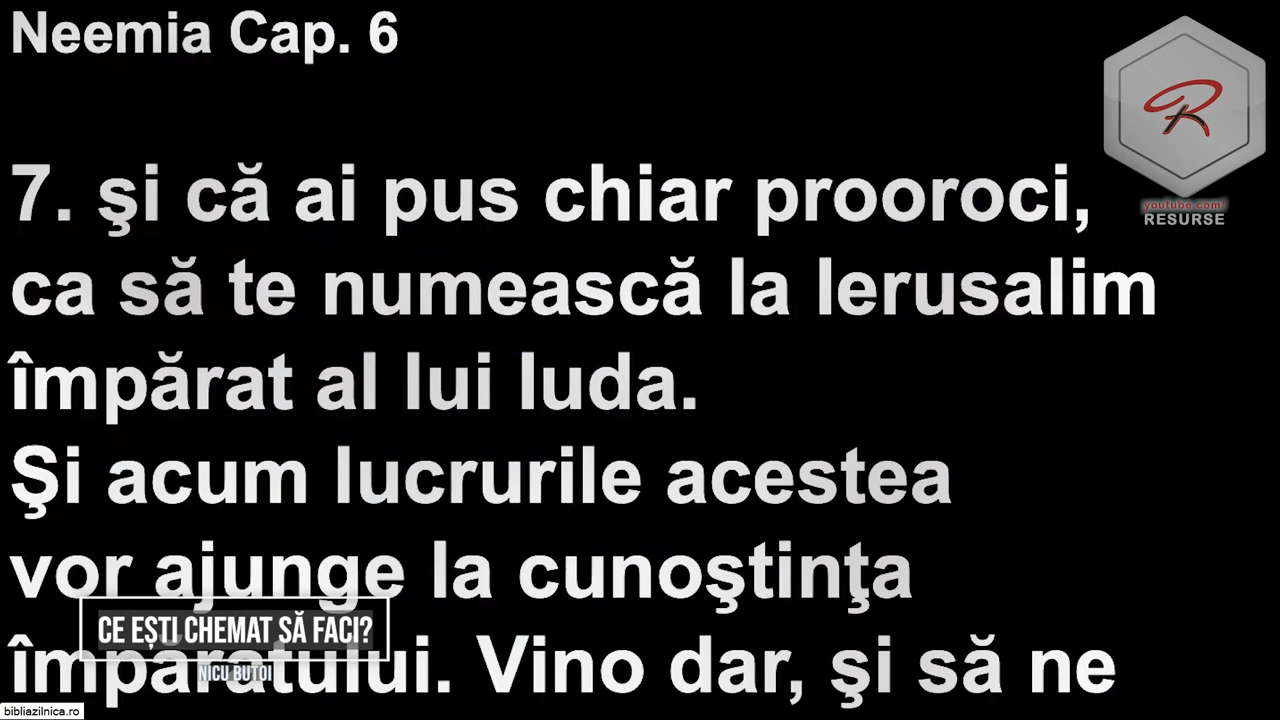 Neemia Cap. 6
R
youtube.com/
RESURSE
7. şi că ai pus chiar prooroci,
ca să te numească la Ierusalim
împărat al lui Iuda.
Şi acum lucrurile acestea
vor ajunge la cunoştinţa
împăratului. Vino dar, şi să ne
CE EȘTI CHEMAT SĂ FACI?
NICU BUTOI
bibliazilnica.ro